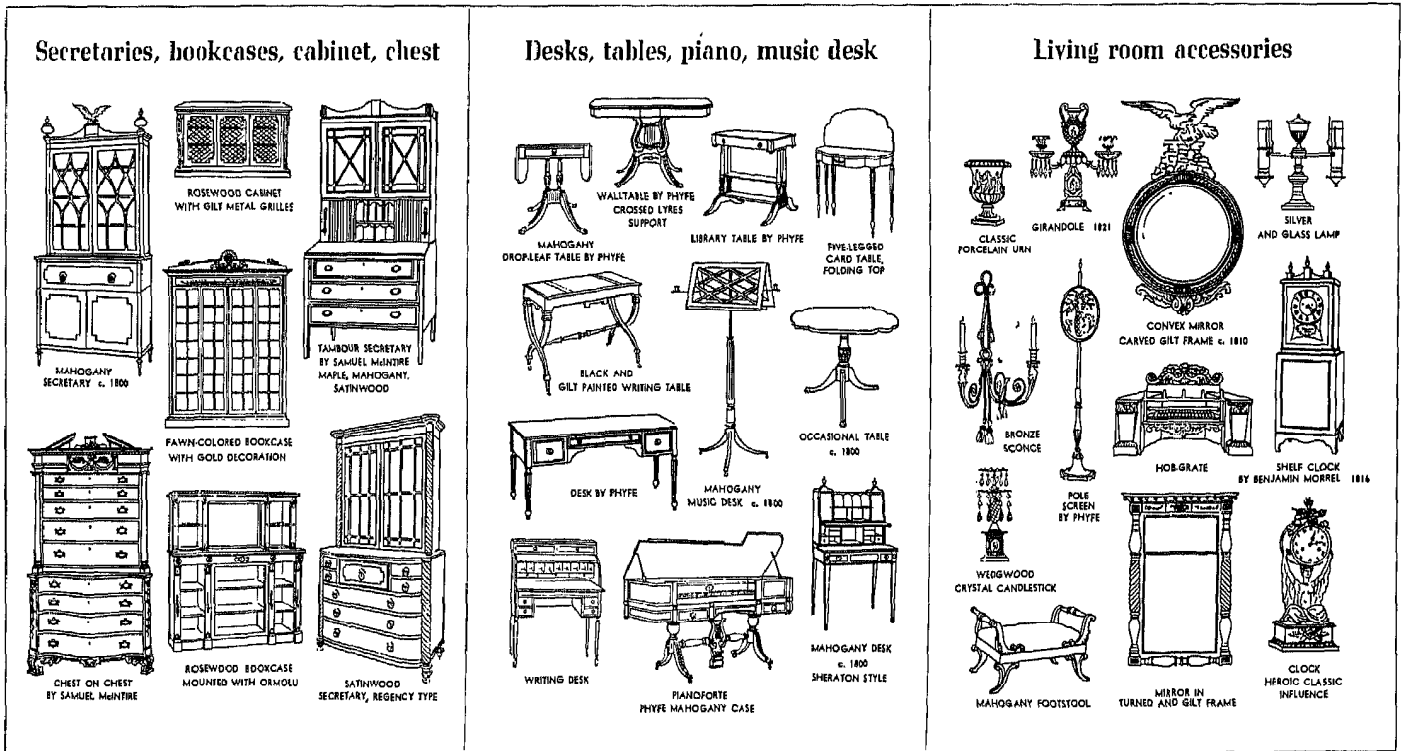 Secretaries, bookcases, cabinet, chest
MAHOGANY
SECRETARY c. 1800
ROSEWOOD CABINET
WITH GILT METAL GRILLES
TAMBOUR SECRETARY
BY SAMUEL McINTIRE
MAPLE, MAHOGANY,
SATINWOOD
FAWN-COLORED BOOKCASE
WITH GOLD DECORATION
CHEST ON CHEST
BY SAMUEL McINTIRE
ROSEWOOD BOOKCASE
MOUNTED WITH ORMOLU
SATINWOOD
SECRETARY, REGENCY TYPE
Desks, tables, piano, music desk
MAHOGANY
DROP-LEAF TABLE BY PHYFE
WALLTABLE BY PHYFE
CROSSED LYRES
SUPPORT
LIBRARY TABLE BY PHYFE
FIVE-LEGGED
CARD TABLE,
FOLDING TOP
BLACK AND
GILT PAINTED WRITING TABLE
MAHOGANY
MUSIC DESK c. 1800
OCCASIONAL TABLE
c. 1800
DESK BY PHYFE
WRITING DESK
PIANOFORTE
PHYFE MAHOGANY CASE
MAHOGANY DESK
c. 1800
SHERATON STYLE
Living room accessories
CLASSIC
PORCELAIN URN
GIRANDOLE 1821
CONVEX MIRROR
CARVED GILT FRAME c. 1810
SILVER
AND GLASS LAMP
BRONZE
SCONCE
POLE
SCREEN
BY PHYFE
HOB-GRATE
SHELF CLOCK
BY BENJAMIN MORREL 1816
WEDGWOOD
CRYSTAL CANDLESTICK
MAHOGANY FOOTSTOOL
MIRROR IN
TURNED AND GILT FRAME
CLOCK
HEROIC CLASSIC
INFLUENCE